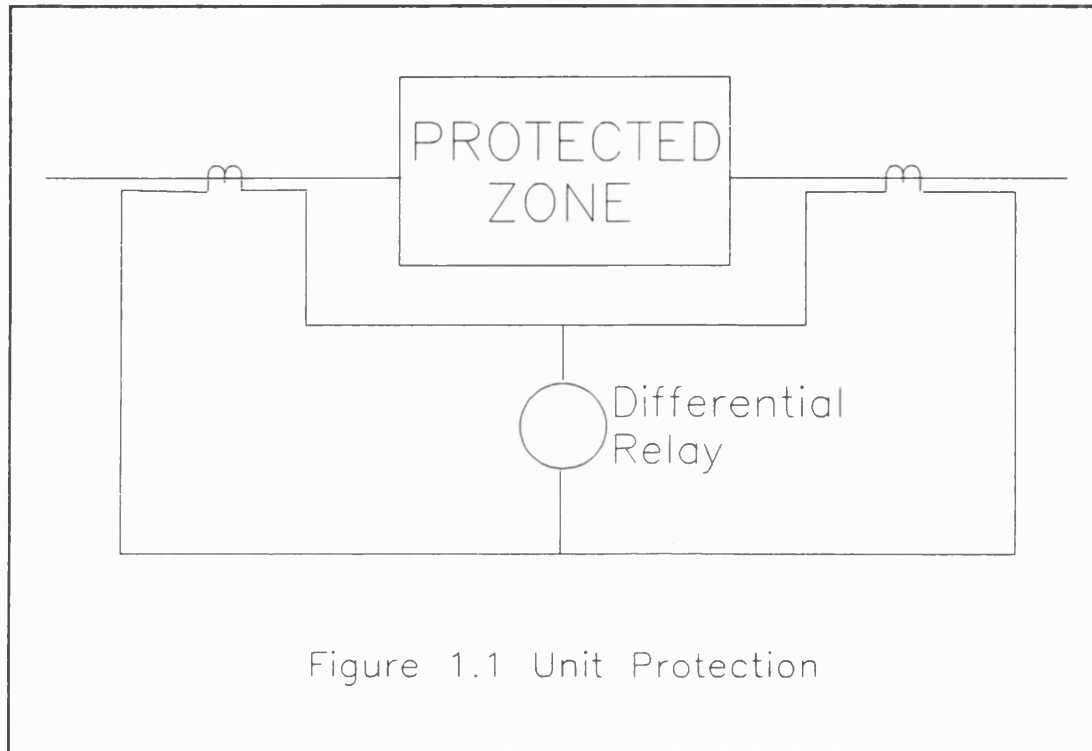 PROTECTED
ZONE
Differential
Relay
Figure 1.1 Unit Protection